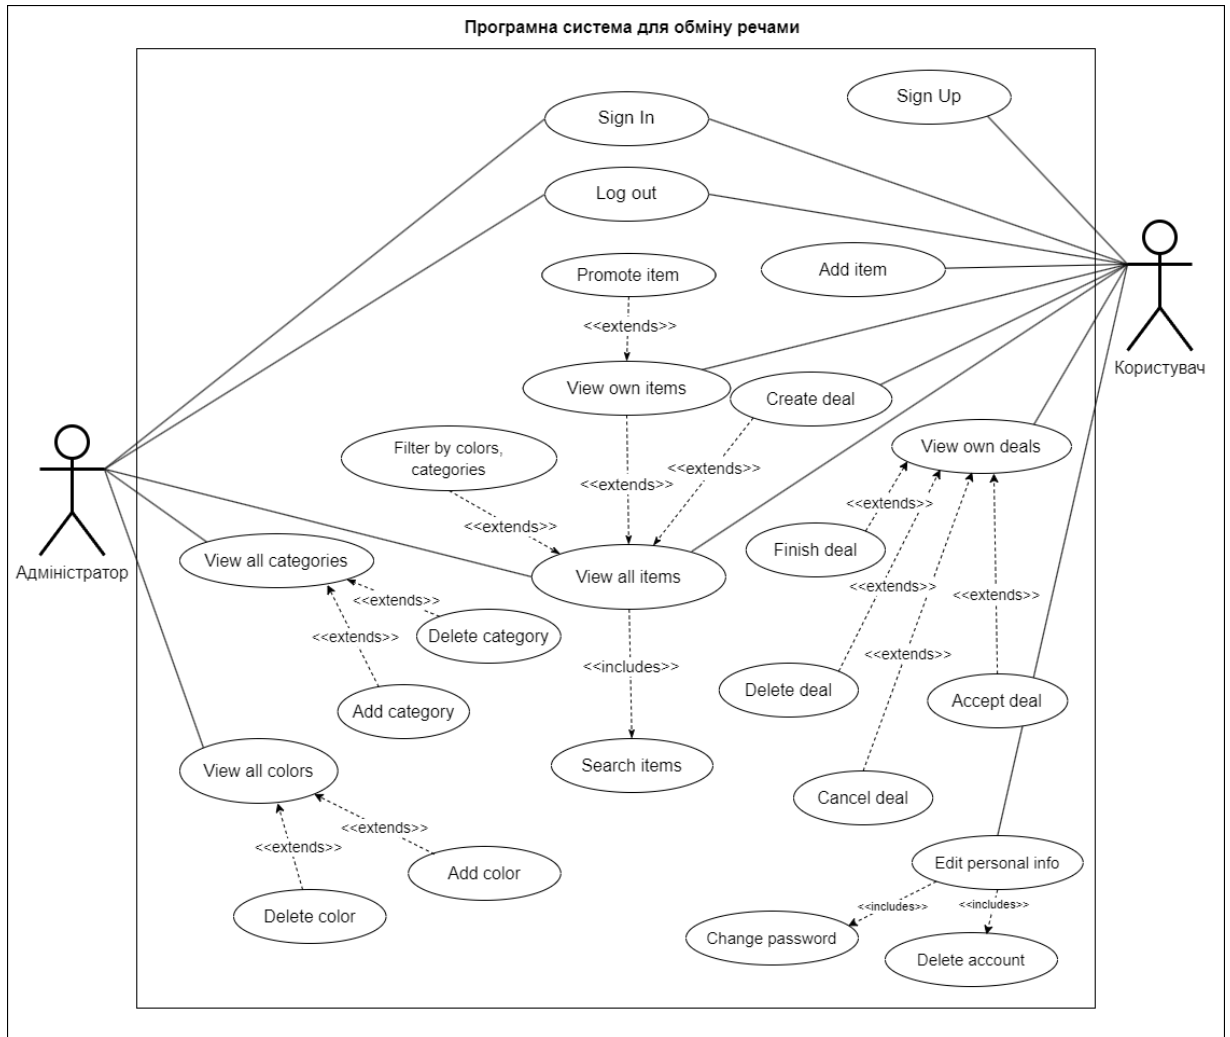 Програмна система для обміну речами
Sign Up
Sign In
Log out
Add item
Promote item
<<extends>>
Користувач
View own items
Create deal
View own deals
Filter by colors,
categories
<<extends>>
<<extends>>
<<extends>>
<<extends>>
Finish deal
Адміністратор
View all categories
View all items
<<extends>>
<<extends>>
Delete category
<<extends>>
<<extends>>
<<includes>>
Delete deal
Accept deal
Add category
View all colors
Search items
Cancel deal
<<extends>>
<<extends>>
Add color
Edit personal info
Delete color
<<includes>>
<<includes>>
Change password
Delete account
<<extends>>